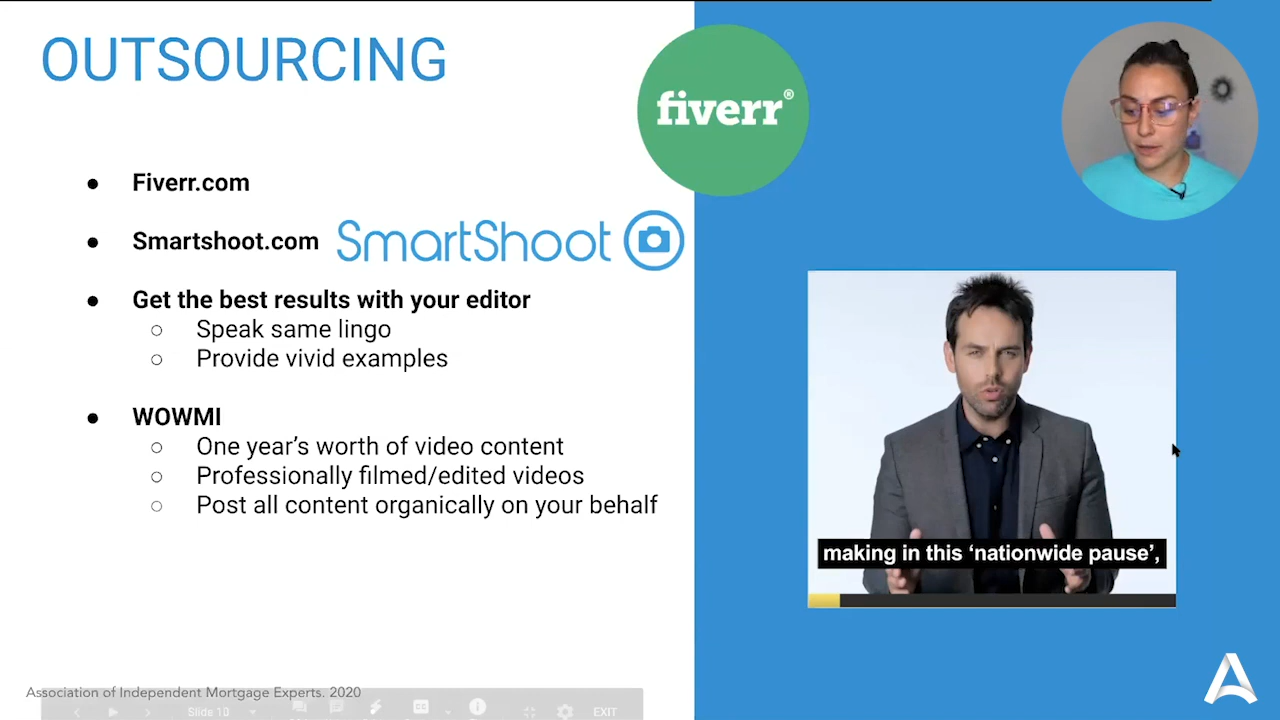 OUTSOURCING
fiverr®
Fiverr.com
Smartshoot.com
SmartShoot
Get the best results with your editor
Speak same lingo
Provide vivid examples
WOWMI
One year’s worth of video content
Professionally filmed/edited videos
Post all content organically on your behalf
making in this ‘nationwide pause’,
Association of Independent Mortgage Experts. 2020
Slide 10
CC
EXIT